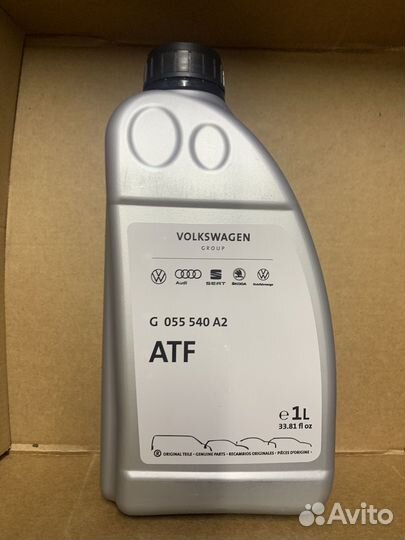 VOLKSWAGEN
GROUP
Audi SEAT ŠKODA Nutzfahrzeuge
G 055 540 A2
ATF
℮ 1L
33.81 fl oz
® ORIGINAL TEILE · GENUINE PARTS · RECAMBIOS ORIGINALES · PIÈCES D'ORIGINE ·
Avito